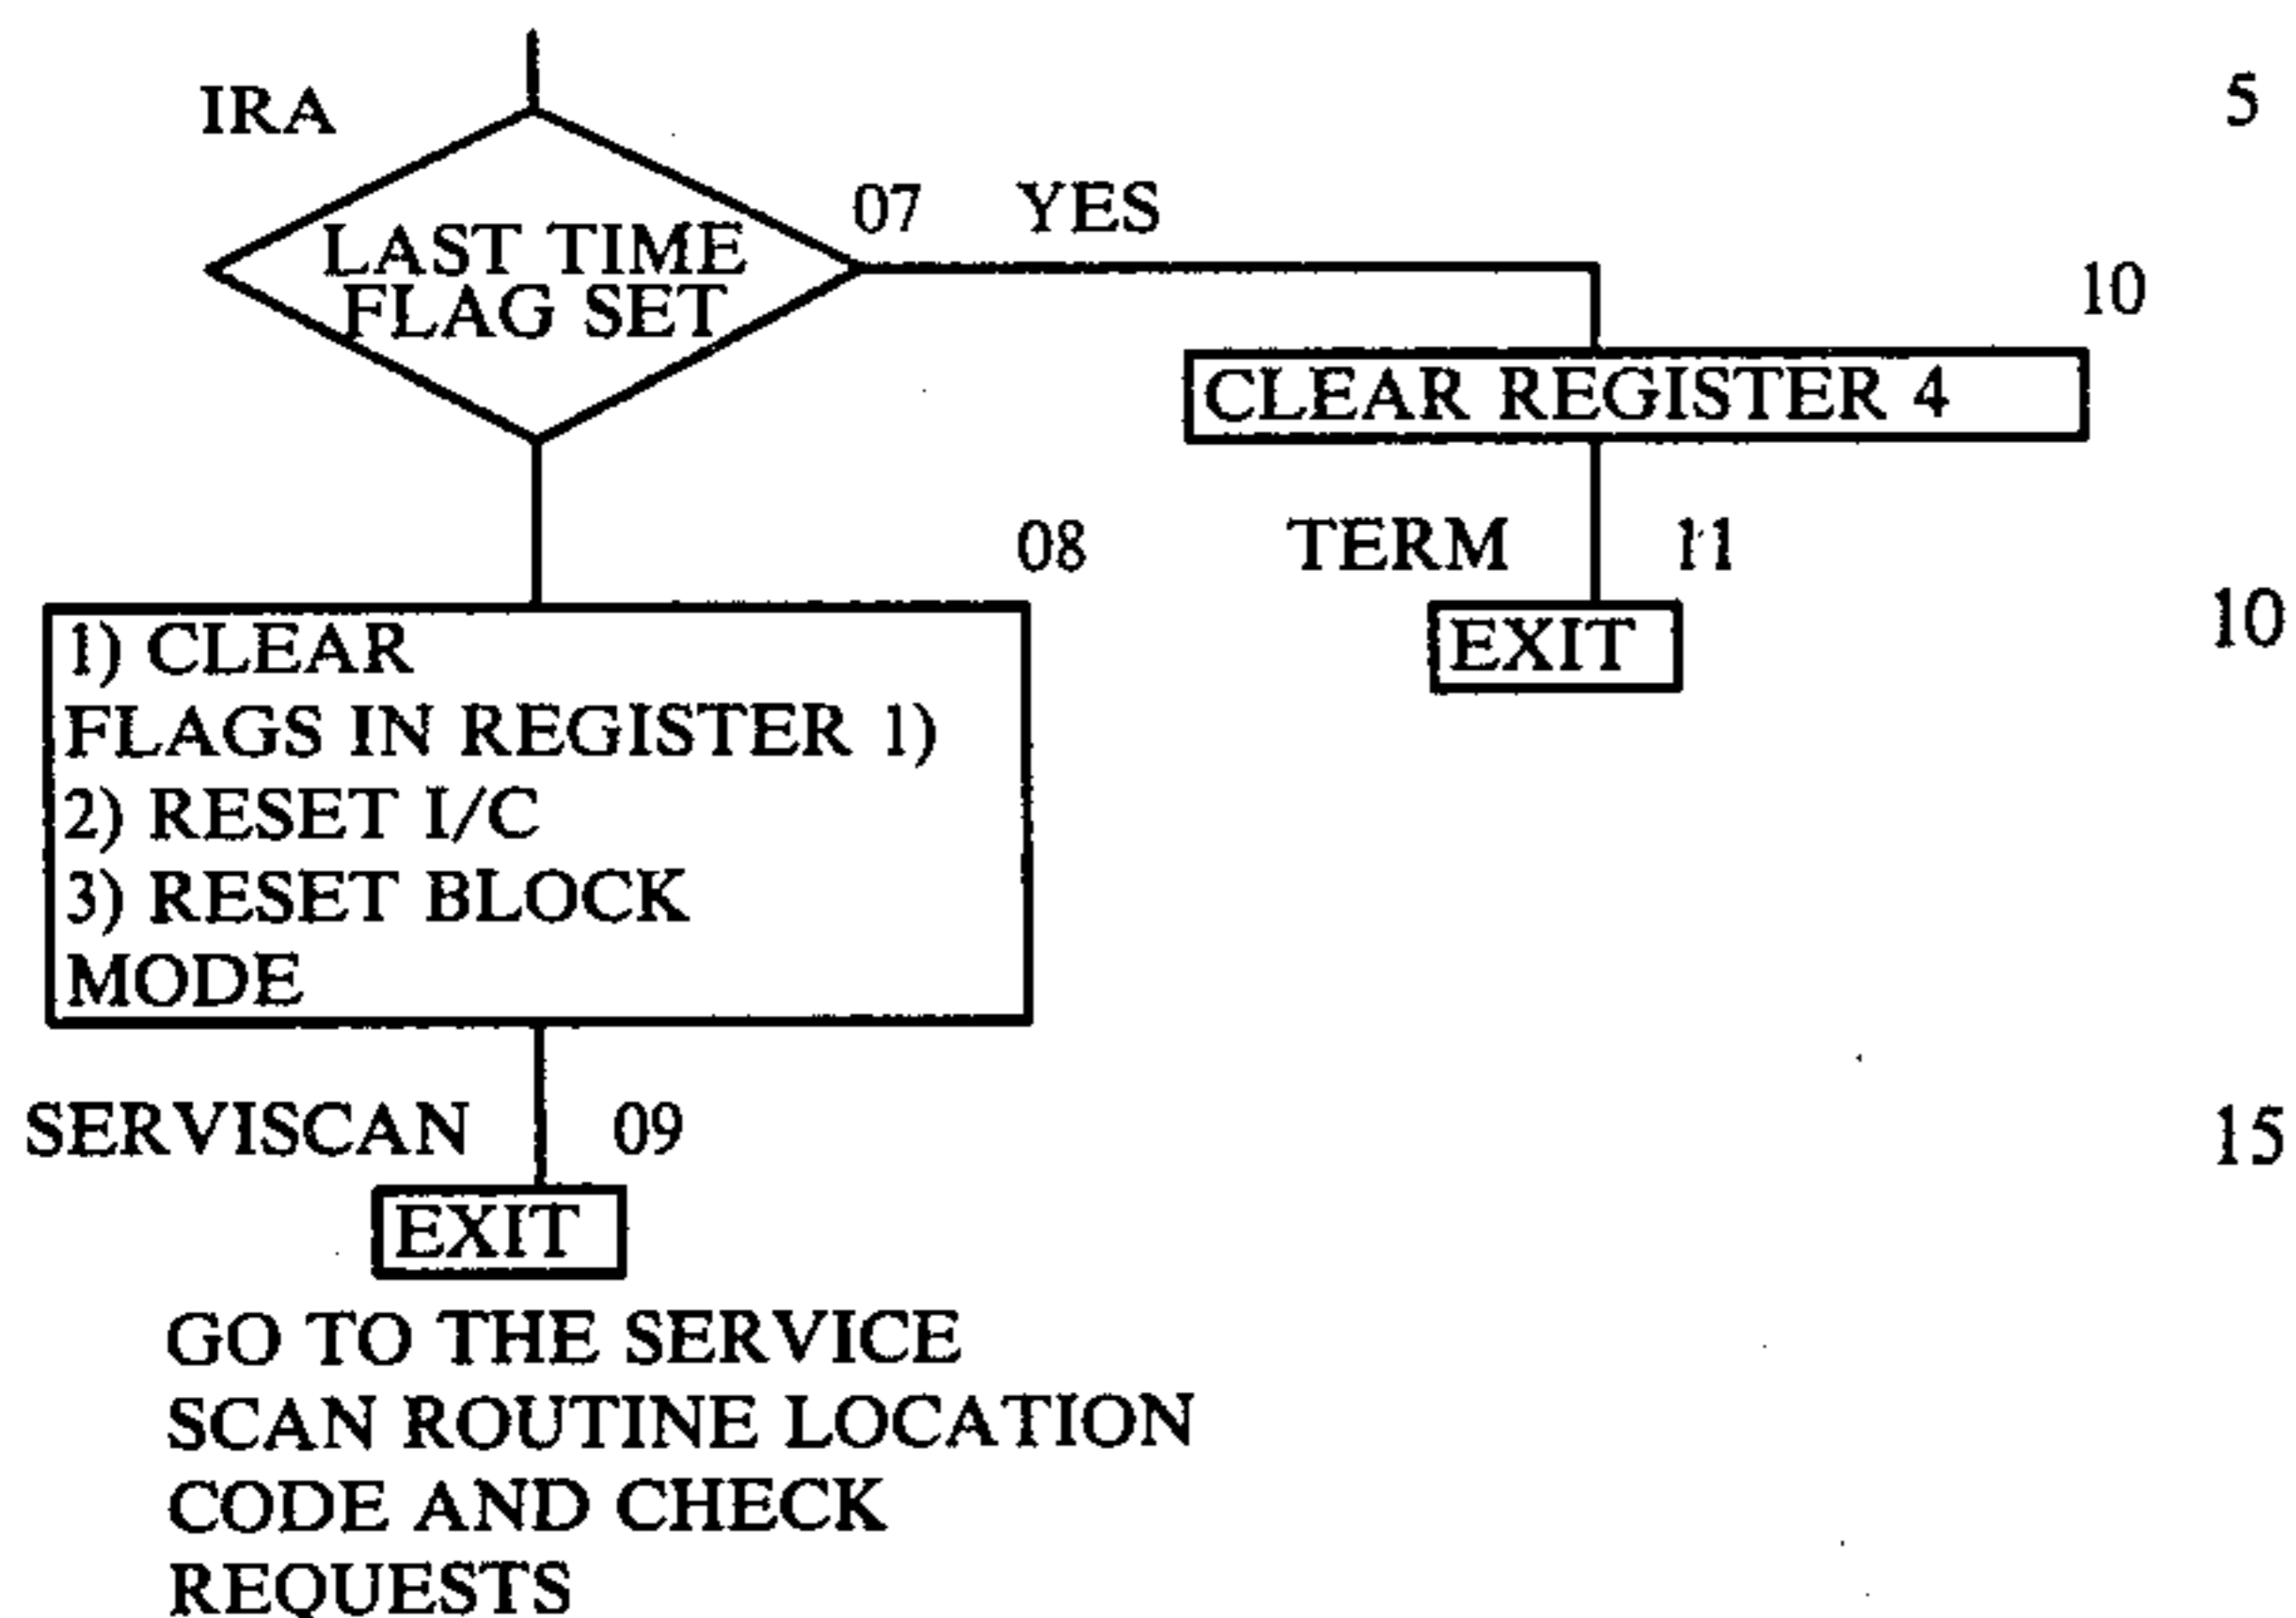 IRA
5
07 YES
LAST TIME
FLAG SET
10
CLEAR REGISTER 4
08
TERM 11
10
1) CLEAR
EXIT
FLAGS IN REGISTER 1)
2) RESET I/C
3) RESET BLOCK
MODE
SERVISCAN 09
15
EXIT
GO TO THE SERVICE
SCAN ROUTINE LOCATION
CODE AND CHECK
REQUESTS